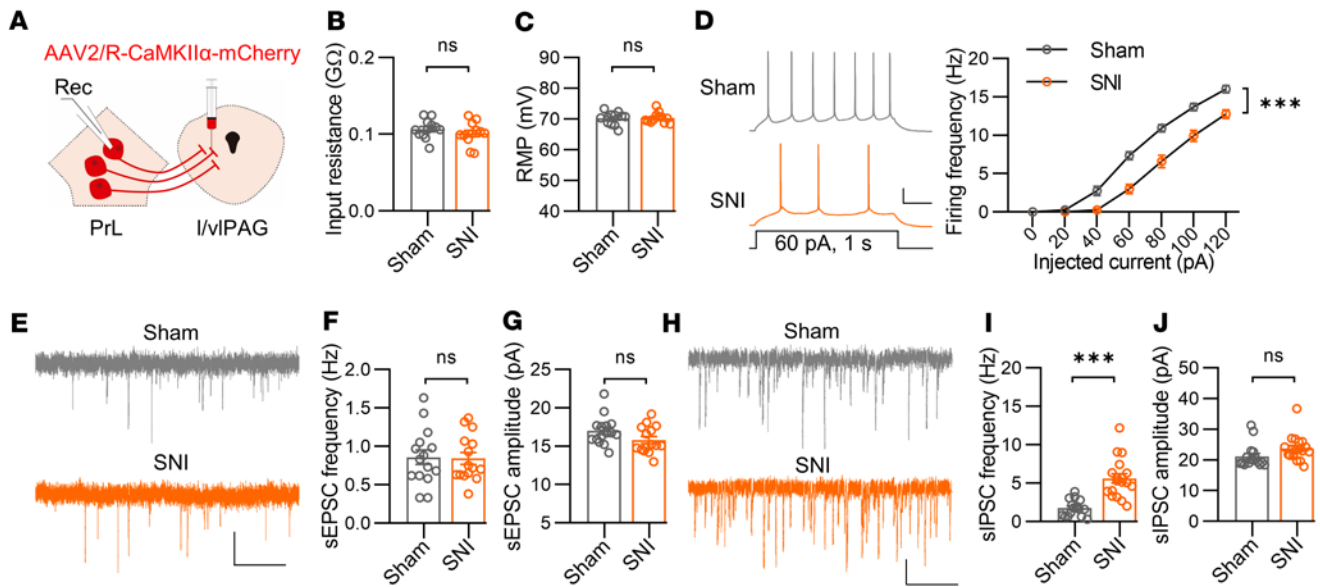 A
AAV2/R-CaMKIIα-mCherry
Rec
PrL
l/vlPAG
B
ns
Input resistance (GΩ)
0.2
0.1
0.0
Sham
SNI
C
ns
RMP (mV)
90
80
70
60
50
40
Sham
SNI
D
Sham
SNI
60 pA, 1 s
Sham
SNI
Firing frequency (Hz)
20
15
10
5
0
***
0
20
40
60
80
100
120
Injected current (pA)
E
Sham
SNI
F
ns
sEPSC frequency (Hz)
2.0
1.5
1.0
0.5
0.0
Sham
SNI
G
ns
sEPSC amplitude (pA)
25
20
15
10
5
Sham
SNI
H
Sham
SNI
I
***
sIPSC frequency (Hz)
20
15
10
5
0
Sham
SNI
J
ns
sIPSC amplitude (pA)
50
40
30
20
10
0
Sham
SNI